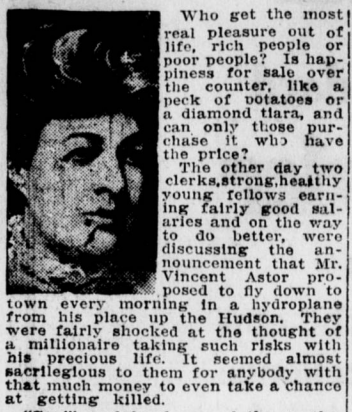 Who get the most
real pleasure out of
life, rich people or
poor people? Is hap-
piness for sale over
the counter, like a
peck of potatoes or
a diamond tiara, and
can only those pur-
chase it who have
the price?
The other day two
clerks, strong, healthy
young fellows earn-
ing fairly good sal-
aries and on the way
to do better, were
discussing the an-
nouncement that Mr.
Vincent Astor pro-
posed to fly down to
town every morning in a hydroplane
from his place up the Hudson. They
were fairly shocked at the thought of
a millionaire taking such risks with
his precious life. It seemed almost
sacrilegious to them for anybody with
that much money to even take a chance
at getting killed.